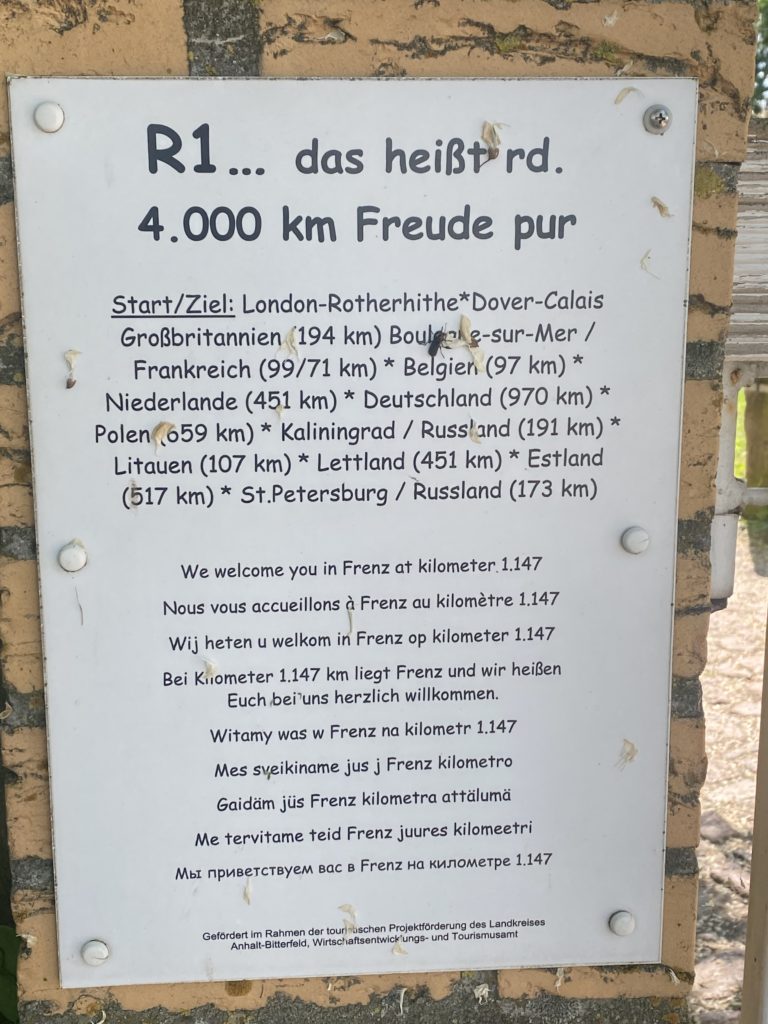 R1... das heißt rd.
4.000 km Freude pur
Start/Ziel: London-Rotherhithe*Dover-Calais
Großbritannien (194 km) Boulogne-sur-Mer /
Frankreich (99/71 km) * Belgien (97 km) *
Niederlande (451 km) * Deutschland (970 km) *
Polen (659 km) * Kaliningrad / Russland (191 km) *
Litauen (107 km) * Lettland (451 km) * Estland
(517 km) * St.Petersburg / Russland (173 km)
We welcome you in Frenz at kilometer 1.147
Nous vous accueillons à Frenz au kilomètre 1.147
Wij heten u welkom in Frenz op kilometer 1.147
Bei Kilometer 1.147 km liegt Frenz und wir heißen
Euch bei uns herzlich willkommen.
Witamy was w Frenz na kilometr 1.147
Mes sveikiname jus j Frenz kilometro
Gaidäm jüs Frenz kilometra attälumä
Me tervitame teid Frenz juures kilomeetri
Мы приветствуем вас в Frenz на километре 1.147
Gefördert im Rahmen der touristischen Projektförderung des Landkreises
Anhalt-Bitterfeld, Wirtschaftsentwicklungs- und Tourismusamt